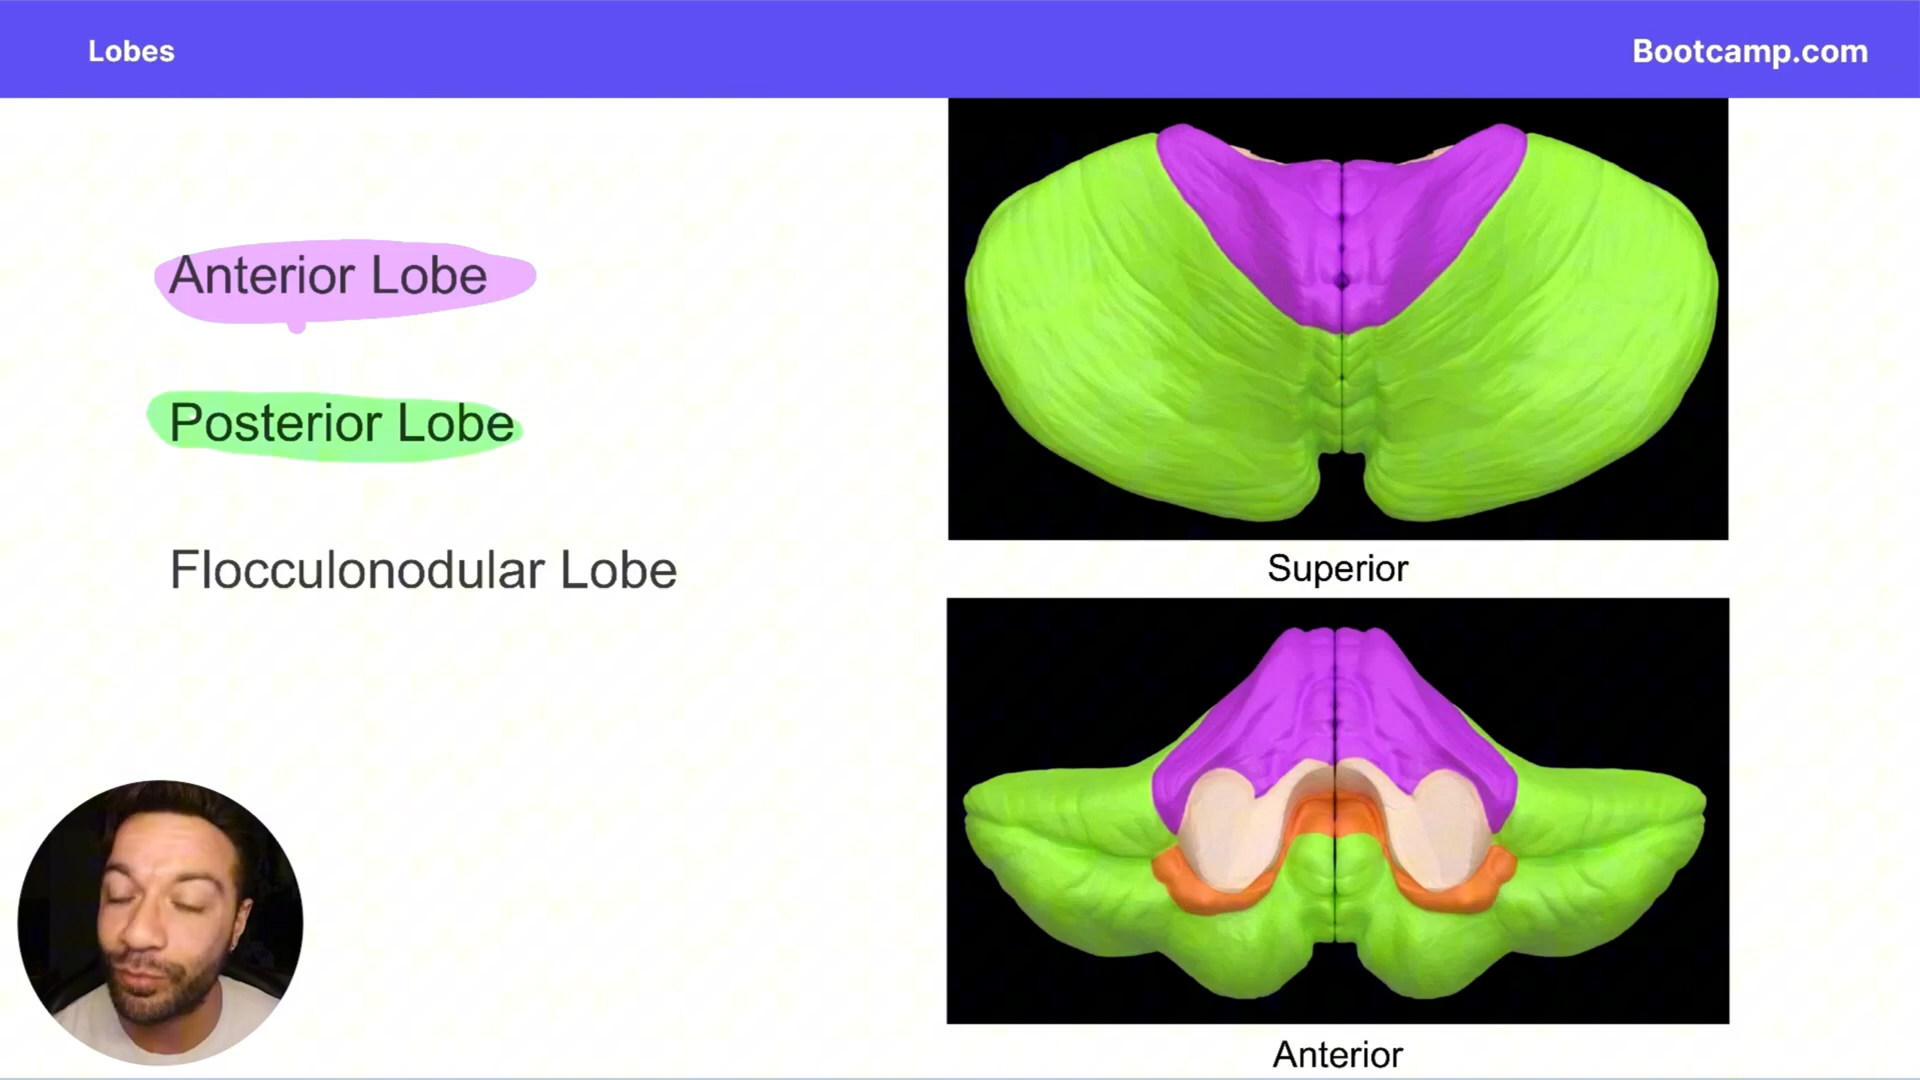 Lobes
Bootcamp.com
Anterior Lobe
Posterior Lobe
Flocculonodular Lobe
Superior
Anterior